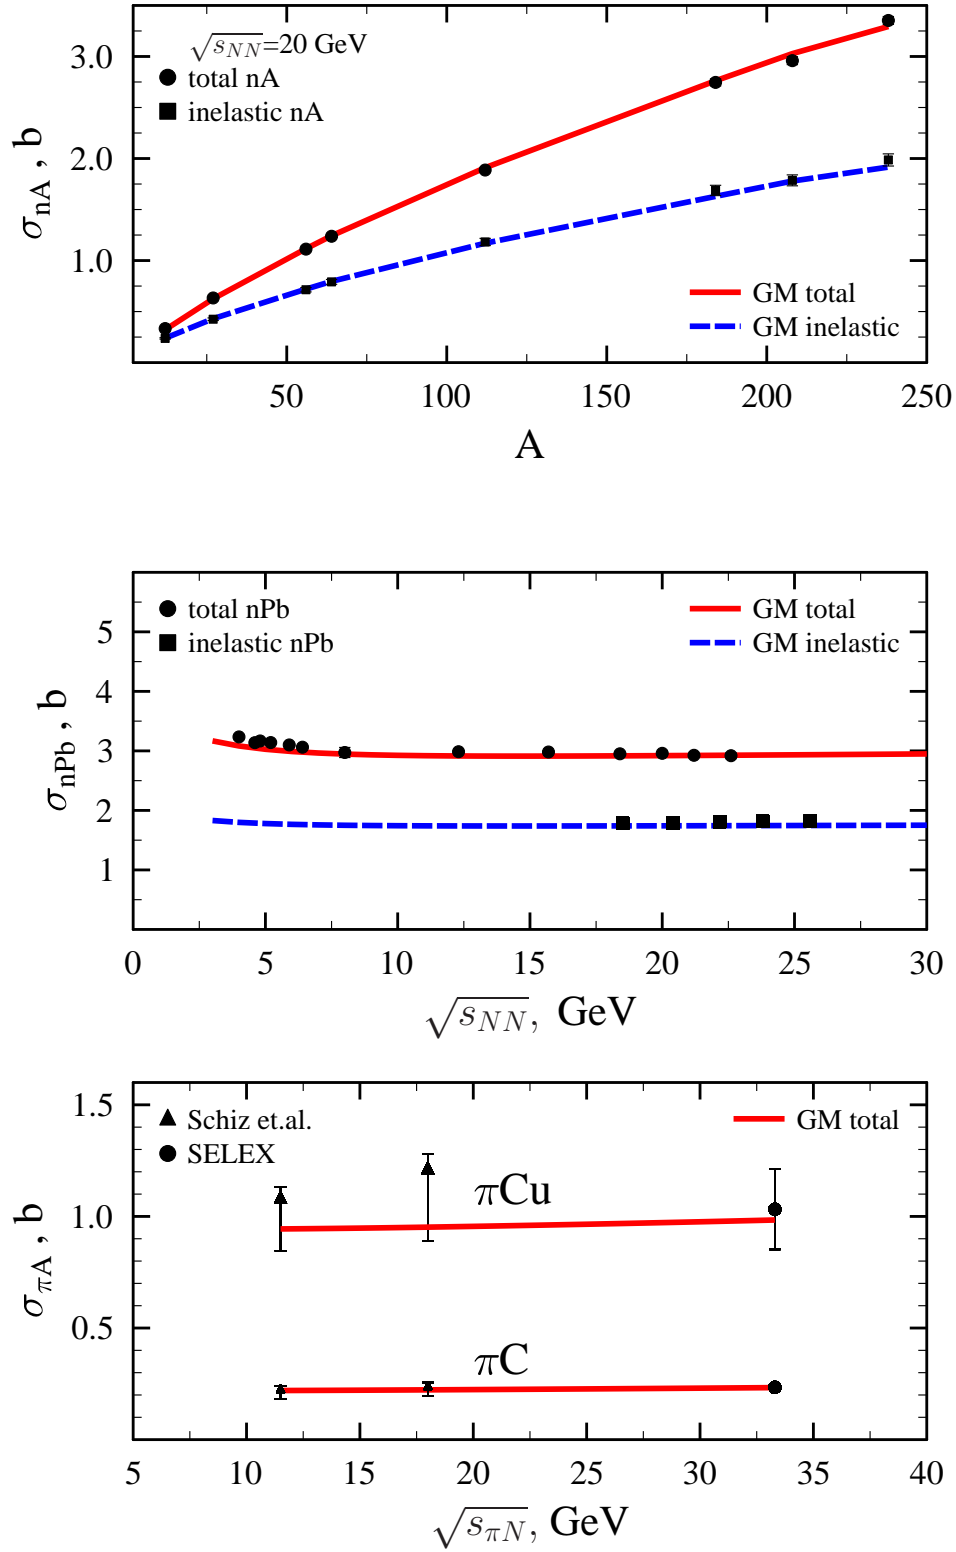 √s_NN=20 GeV
total nA
inelastic nA
3.0
2.0
1.0
σ_nA , b
GM total
GM inelastic
50 100 150 200 250
A
total nPb
inelastic nPb
GM total
GM inelastic
5
4
3
2
1
σ_nPb , b
0 5 10 15 20 25 30
√s_NN, GeV
Schiz et.al.
SELEX
GM total
1.5
1.0
0.5
σ_πA , b
πCu
πC
5 10 15 20 25 30 35 40
√s_πN, GeV